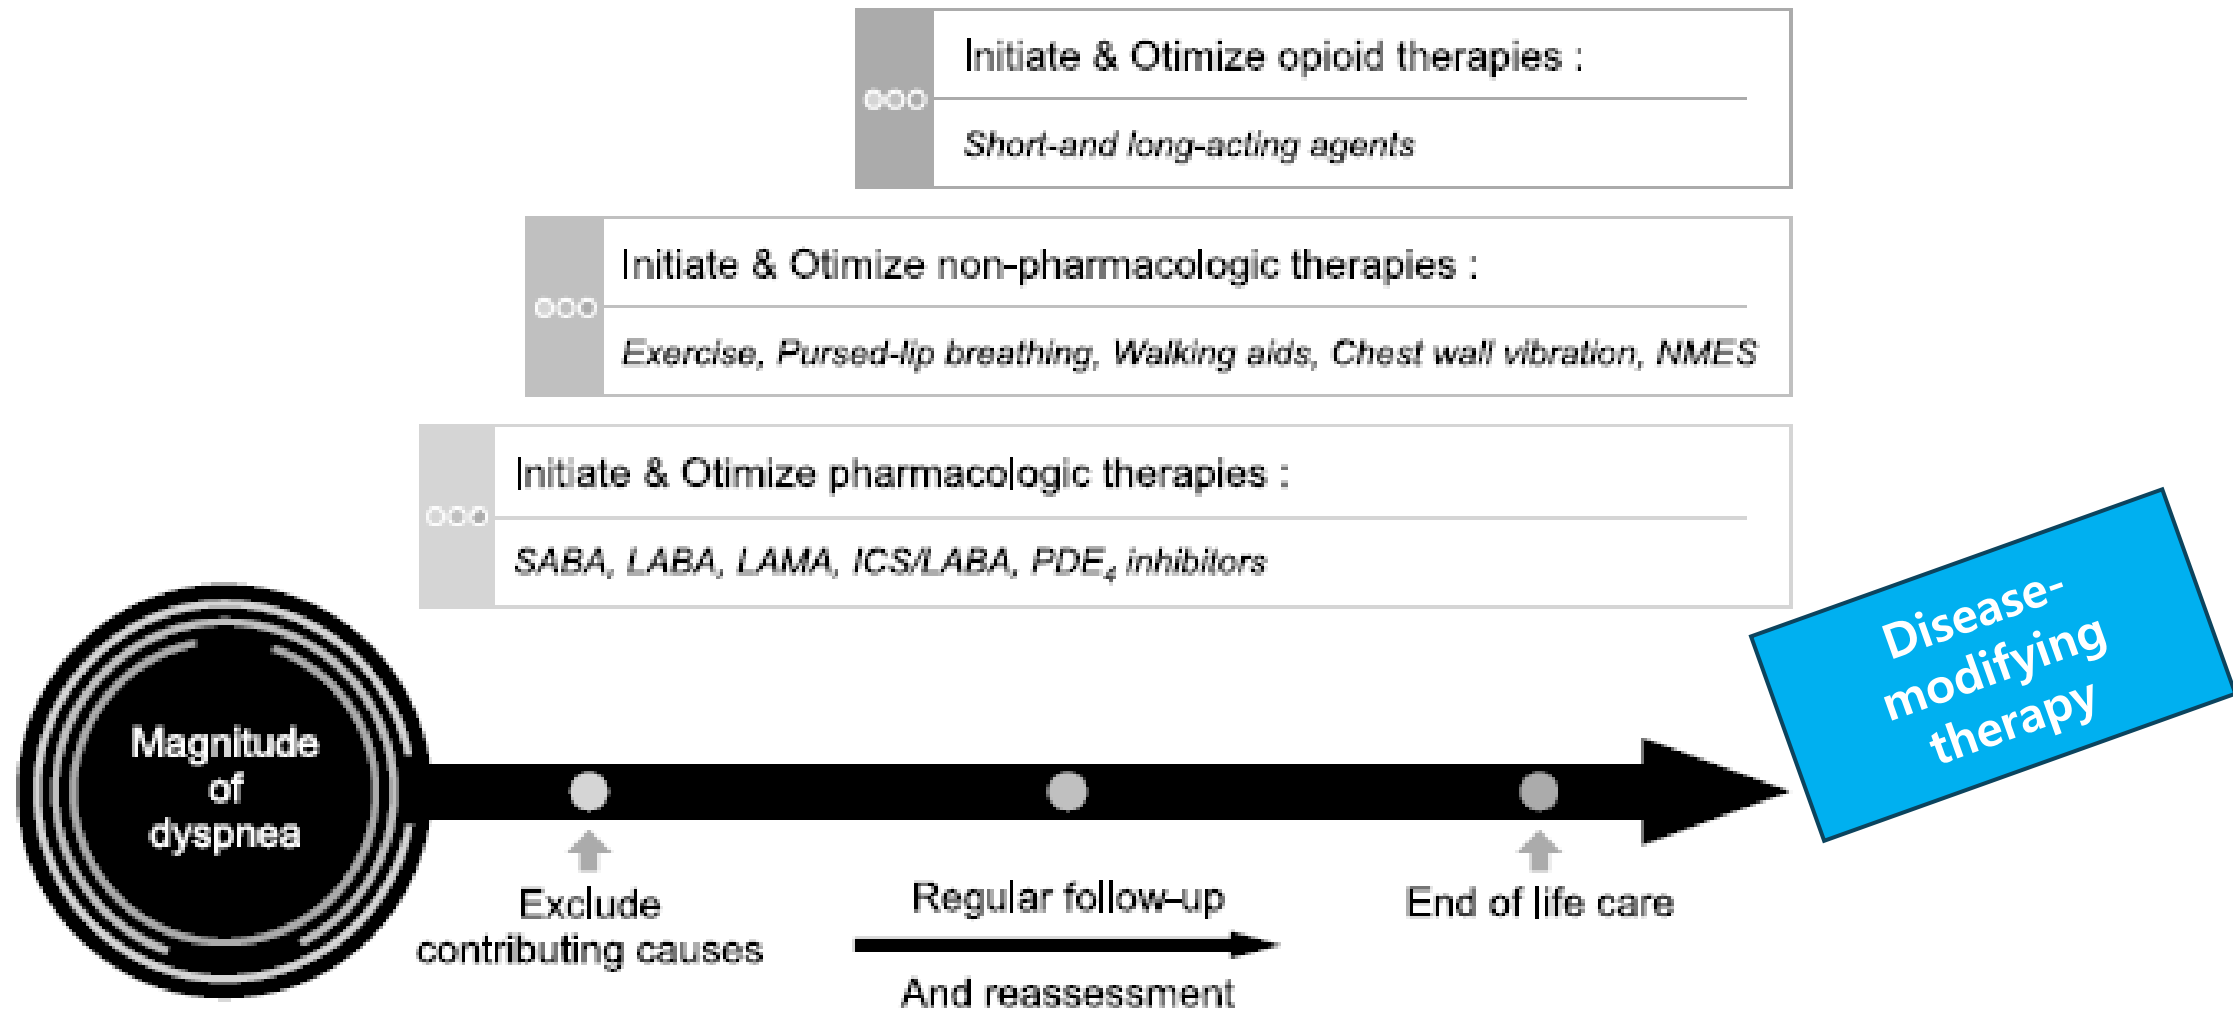 Initiate & Otimize opioid therapies :
Short-and long-acting agents
Initiate & Otimize non-pharmacologic therapies :
Exercise, Pursed-lip breathing, Walking aids, Chest wall vibration, NMES
Initiate & Otimize pharmacologic therapies :
SABA, LABA, LAMA, ICS/LABA, PDE₄ inhibitors
Disease-
modifying
therapy
Magnitude
of
dyspnea
Exclude
contributing causes
Regular follow-up
And reassessment
End of life care